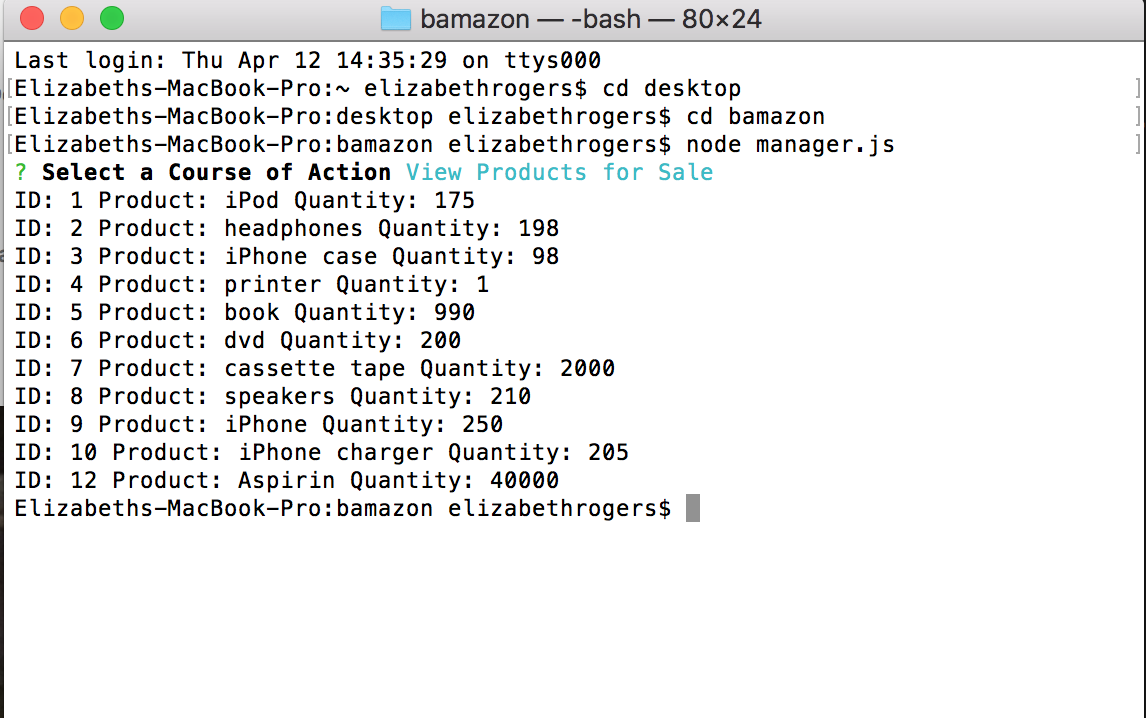 bamazon — -bash — 80×24
Last login: Thu Apr 12 14:35:29 on ttys000
[Elizabeths-MacBook-Pro:~ elizabethrogers$ cd desktop ]
[Elizabeths-MacBook-Pro:desktop elizabethrogers$ cd bamazon ]
[Elizabeths-MacBook-Pro:bamazon elizabethrogers$ node manager.js ]
? Select a Course of Action View Products for Sale
ID: 1 Product: iPod Quantity: 175
ID: 2 Product: headphones Quantity: 198
ID: 3 Product: iPhone case Quantity: 98
ID: 4 Product: printer Quantity: 1
ID: 5 Product: book Quantity: 990
ID: 6 Product: dvd Quantity: 200
ID: 7 Product: cassette tape Quantity: 2000
ID: 8 Product: speakers Quantity: 210
ID: 9 Product: iPhone Quantity: 250
ID: 10 Product: iPhone charger Quantity: 205
ID: 12 Product: Aspirin Quantity: 40000
Elizabeths-MacBook-Pro:bamazon elizabethrogers$